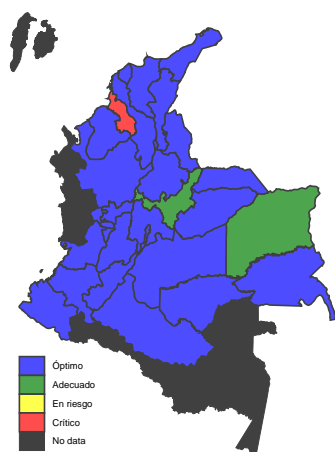 Óptimo
Adecuado
En riesgo
Crítico
No data